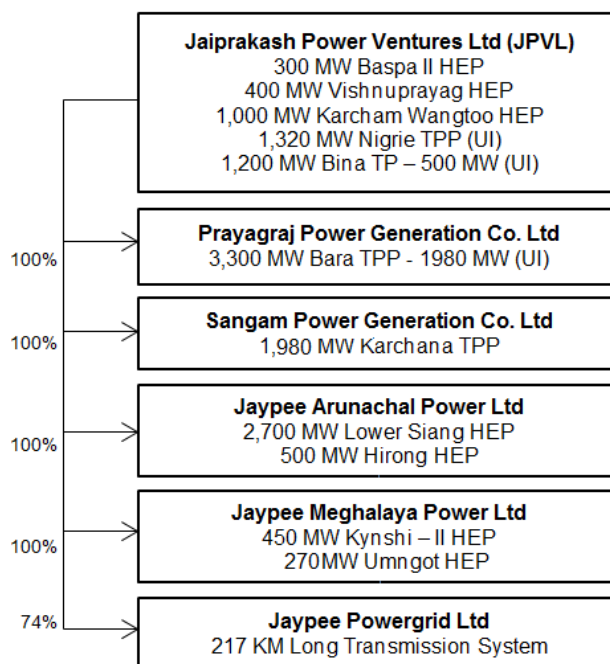 Jaiprakash Power Ventures Ltd (JPVL)
300 MW Baspa II HEP
400 MW Vishnuprayag HEP
1,000 MW Karcham Wangtoo HEP
1,320 MW Nigrie TPP (UI)
1,200 MW Bina TP – 500 MW (UI)
100%
Prayagraj Power Generation Co. Ltd
3,300 MW Bara TPP - 1980 MW (UI)
100%
Sangam Power Generation Co. Ltd
1,980 MW Karchana TPP
100%
Jaypee Arunachal Power Ltd
2,700 MW Lower Siang HEP
500 MW Hirong HEP
100%
Jaypee Meghalaya Power Ltd
450 MW Kynshi – II HEP
270MW Umngot HEP
74%
Jaypee Powergrid Ltd
217 KM Long Transmission System